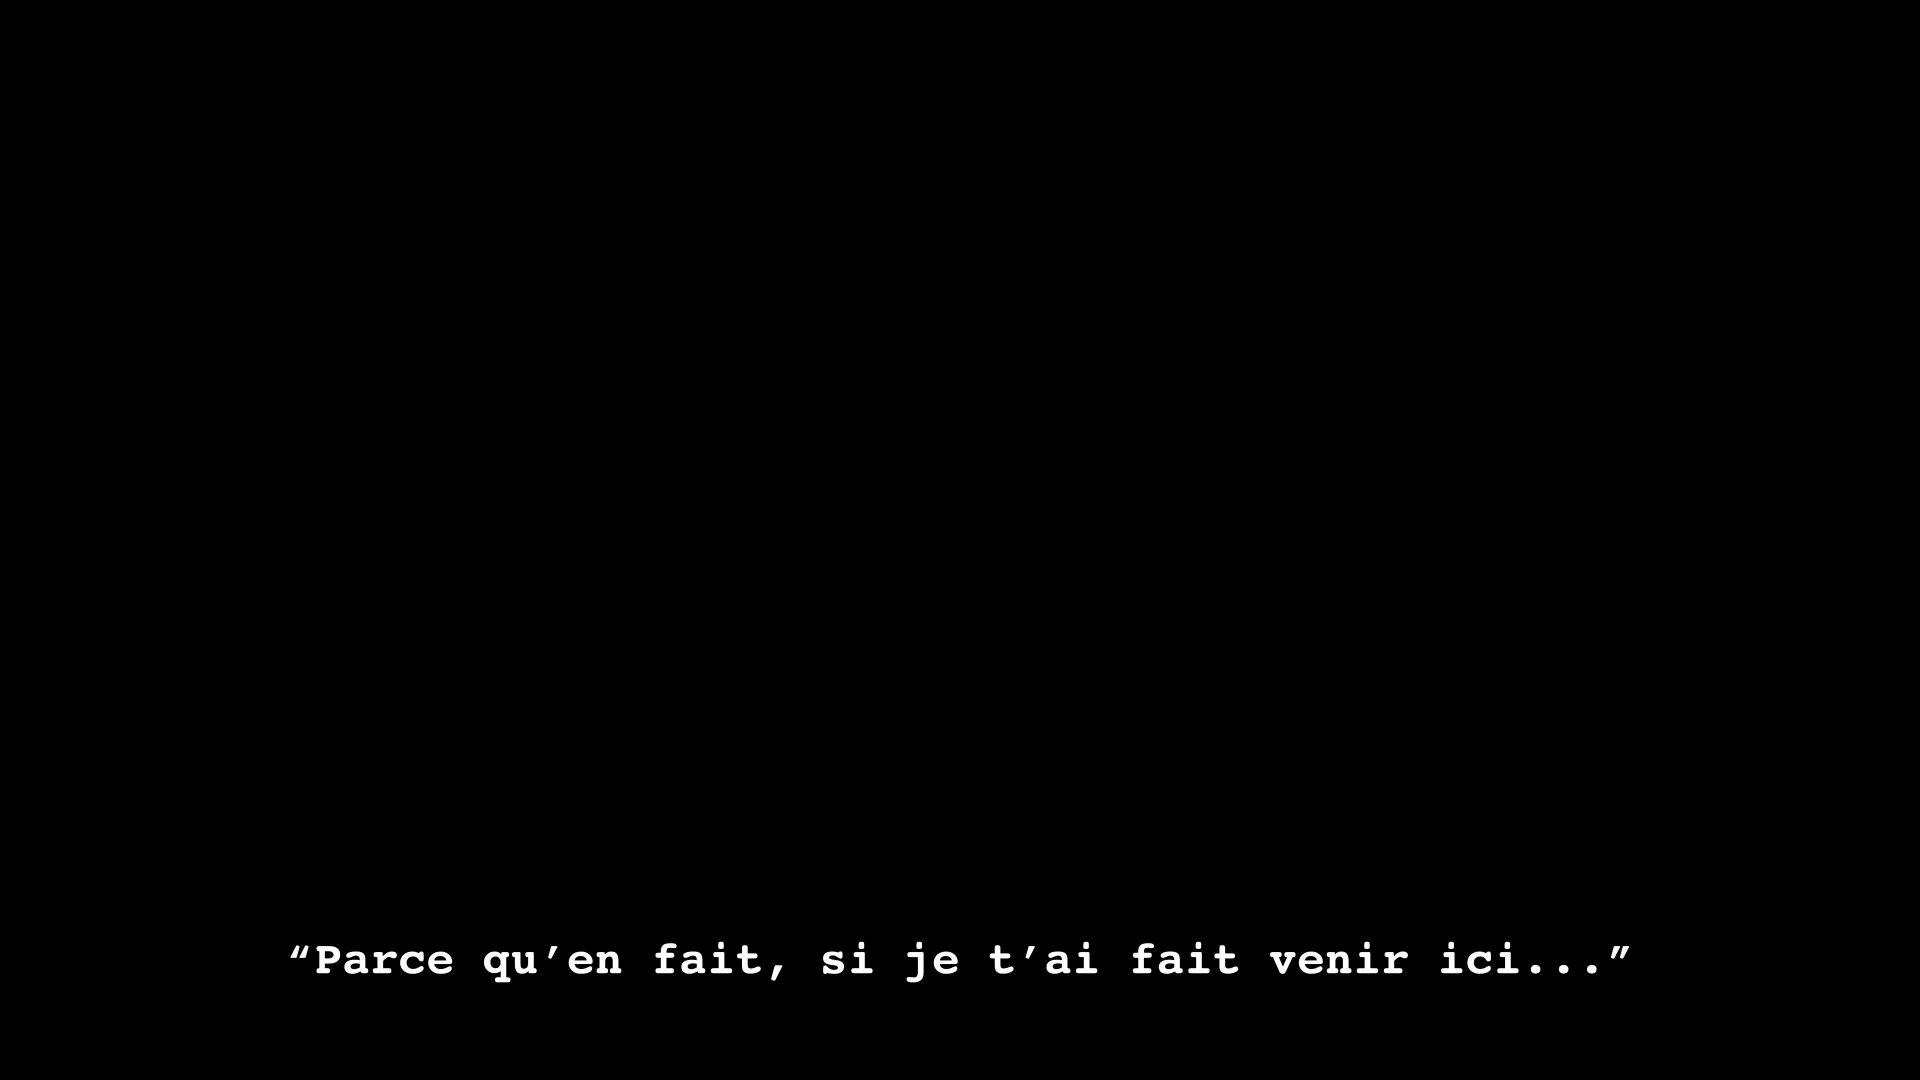 “Parce qu’en fait, si je t’ai fait venir ici...”